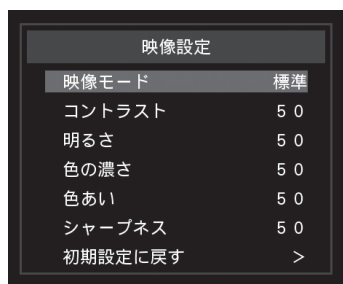 映像設定
映像モード 標準
コントラスト 50
明るさ 50
色の濃さ 50
色あい 50
シャープネス 50
初期設定に戻す >